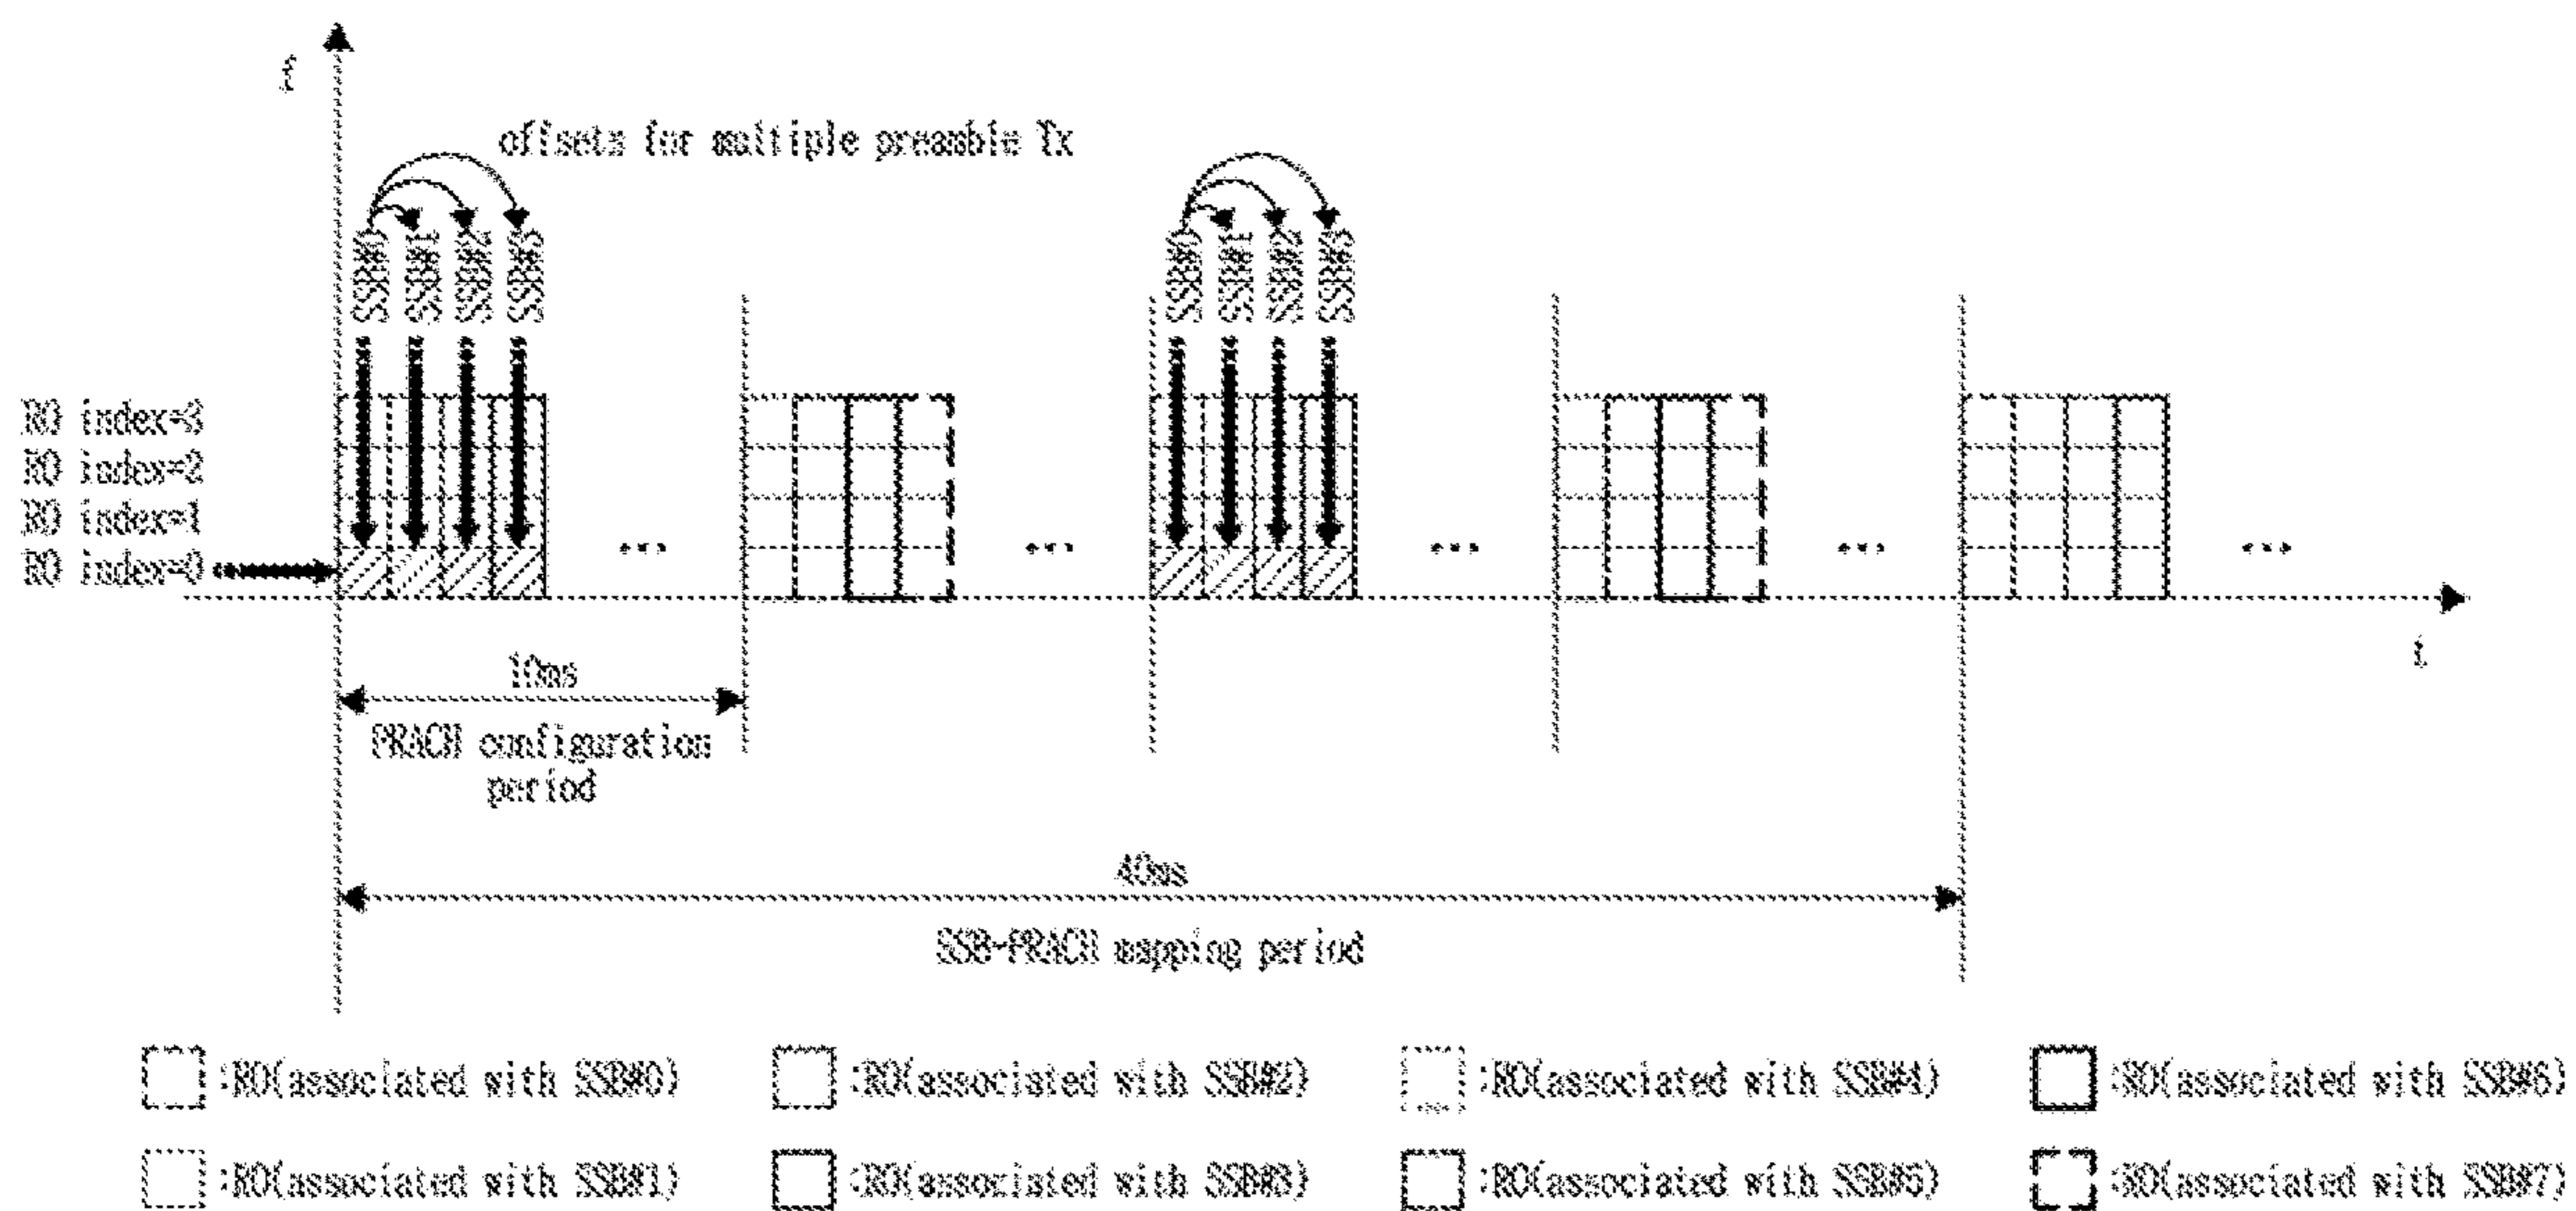 f
offsets for multiple preamble Tx
SSB#0
SSB#1
SSB#2
SSB#3
SSB#0
SSB#1
SSB#2
SSB#3
RO index=3
RO index=2
RO index=1
RO index=0
...
...
...
...
...
t
10ms
PRACH configuration
period
40ms
SSB-PRACH mapping period
:RO(associated with SSB#0)
:RO(associated with SSB#2)
:RO(associated with SSB#4)
:RO(associated with SSB#6)
:RO(associated with SSB#1)
:RO(associated with SSB#3)
:RO(associated with SSB#5)
:RO(associated with SSB#7)